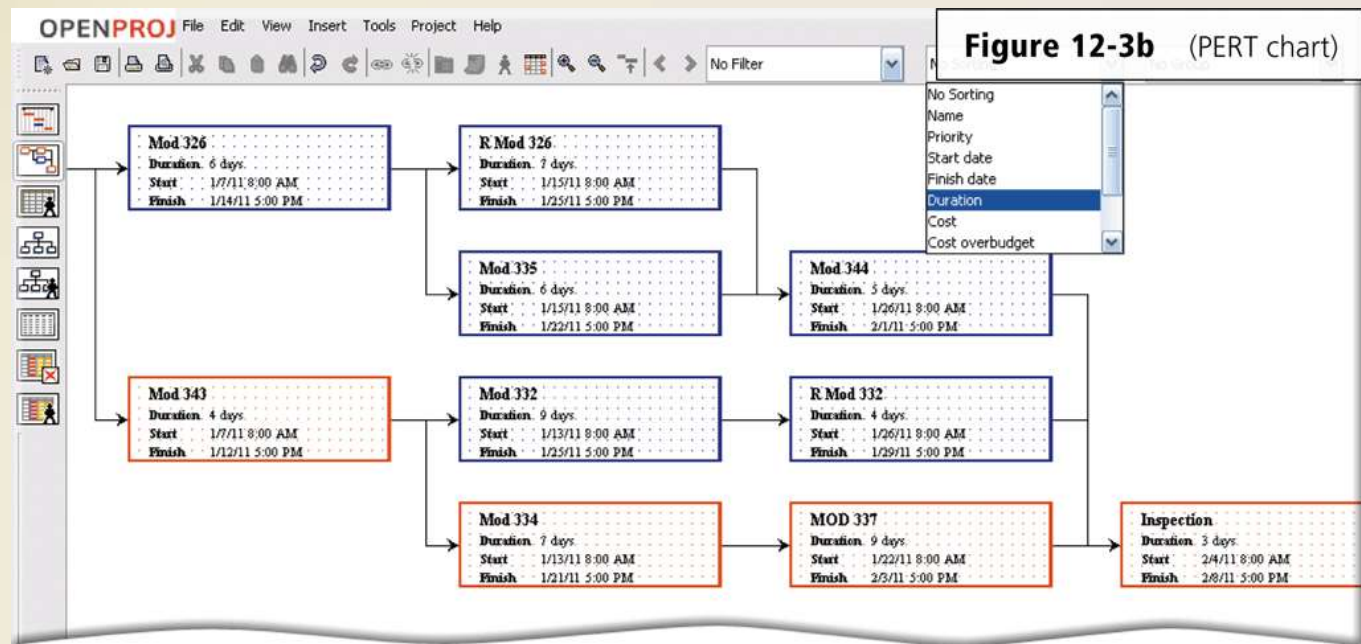 OPENPROJ File Edit View Insert Tools Project Help
Figure 12-3b (PERT chart)
No Filter
No Sorting
Name
Priority
Start date
Finish date
Duration
Cost
Cost overbudget
Mod 326
Duration 6 days
Start 1/7/11 8:00 AM
Finish 1/14/11 5:00 PM
R Mod 326
Duration 7 days
Start 1/15/11 8:00 AM
Finish 1/25/11 5:00 PM
Mod 335
Duration 6 days
Start 1/15/11 8:00 AM
Finish 1/22/11 5:00 PM
Mod 344
Duration 5 days
Start 1/26/11 8:00 AM
Finish 2/1/11 5:00 PM
Mod 343
Duration 4 days
Start 1/7/11 8:00 AM
Finish 1/12/11 5:00 PM
Mod 332
Duration 9 days
Start 1/13/11 8:00 AM
Finish 1/25/11 5:00 PM
R Mod 332
Duration 4 days
Start 1/26/11 8:00 AM
Finish 1/29/11 5:00 PM
Mod 334
Duration 7 days
Start 1/13/11 8:00 AM
Finish 1/21/11 5:00 PM
MOD 337
Duration 9 days
Start 1/22/11 8:00 AM
Finish 2/3/11 5:00 PM
Inspection
Duration 3 days
Start 2/4/11 8:00 AM
Finish 2/8/11 5:00 PM